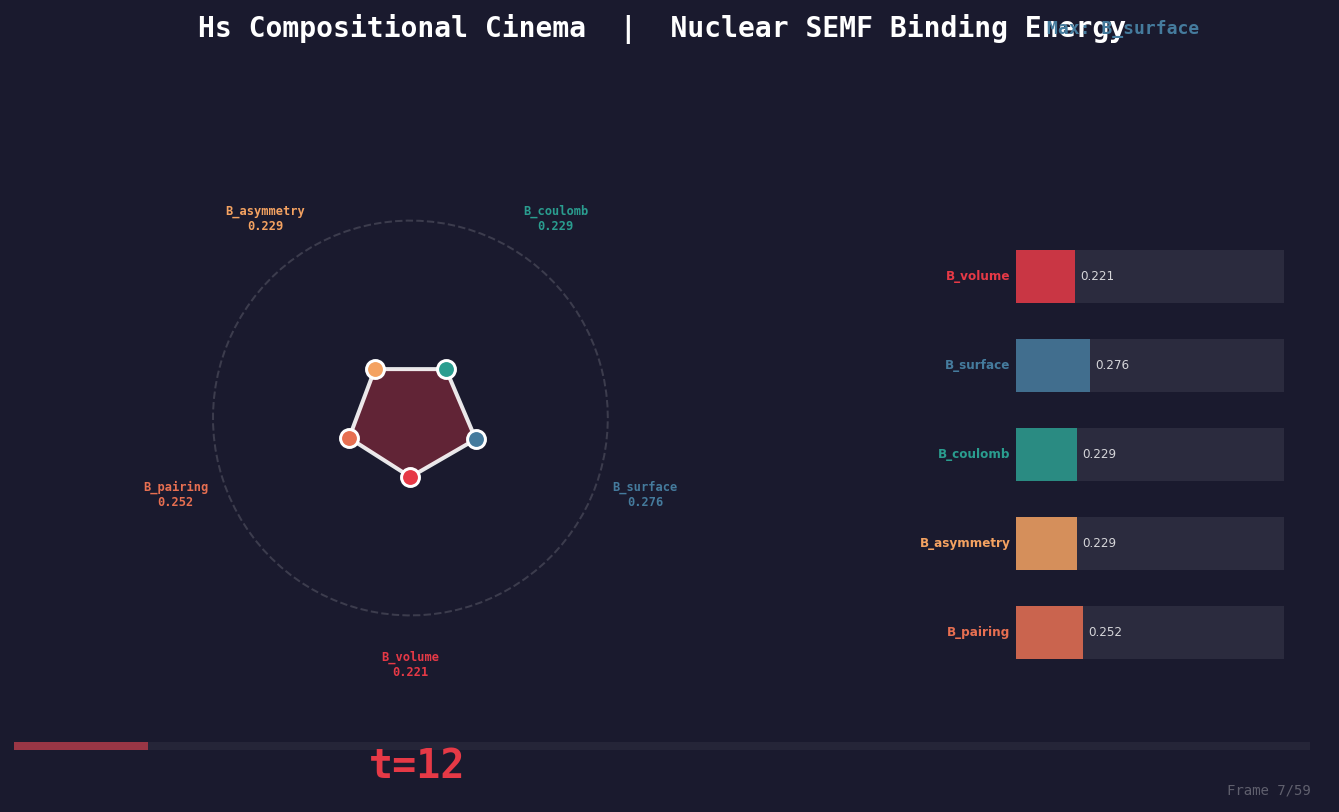 Hs Compositional Cinema | Nuclear SEMF Binding Energy
Max: B_surface
B_asymmetry
0.229
B_coulomb
0.229
B_pairing
0.252
B_surface
0.276
B_volume
0.221
B_volume 0.221
B_surface 0.276
B_coulomb 0.229
B_asymmetry 0.229
B_pairing 0.252
t=12
Frame 7/59